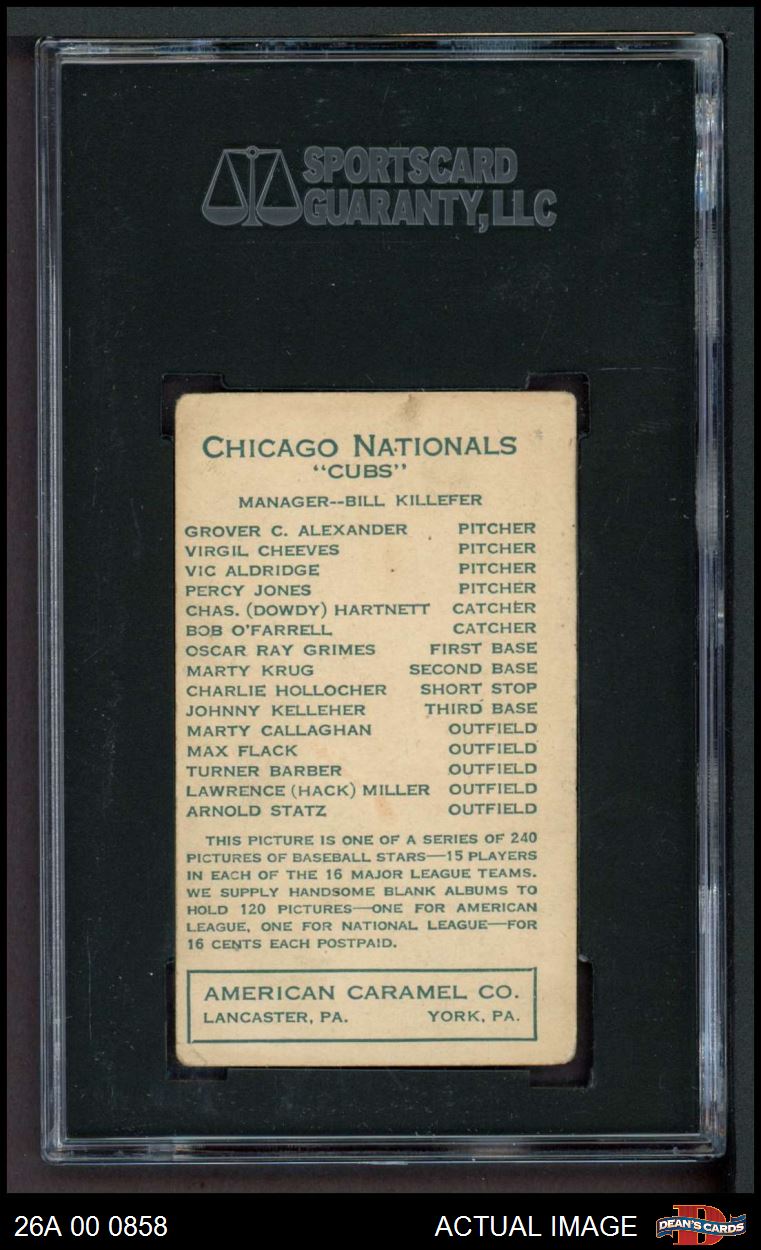 SPORTSCARD
GUARANTY, LLC
CHICAGO NATIONALS
"CUBS"
MANAGER--BILL KILLEFER
GROVER C. ALEXANDER PITCHER
VIRGIL CHEEVES PITCHER
VIC ALDRIDGE PITCHER
PERCY JONES PITCHER
CHAS. (DOWDY) HARTNETT CATCHER
BOB O'FARRELL CATCHER
OSCAR RAY GRIMES FIRST BASE
MARTY KRUG SECOND BASE
CHARLIE HOLLOCHER SHORT STOP
JOHNNY KELLEHER THIRD BASE
MARTY CALLAGHAN OUTFIELD
MAX FLACK OUTFIELD
TURNER BARBER OUTFIELD
LAWRENCE (HACK) MILLER OUTFIELD
ARNOLD STATZ OUTFIELD
THIS PICTURE IS ONE OF A SERIES OF 240
PICTURES OF BASEBALL STARS—15 PLAYERS
IN EACH OF THE 16 MAJOR LEAGUE TEAMS.
WE SUPPLY HANDSOME BLANK ALBUMS TO
HOLD 120 PICTURES—ONE FOR AMERICAN
LEAGUE, ONE FOR NATIONAL LEAGUE—FOR
16 CENTS EACH POSTPAID.
AMERICAN CARAMEL CO.
LANCASTER, PA. YORK, PA.
26A 00 0858 ACTUAL IMAGE D DEAN'S CARDS